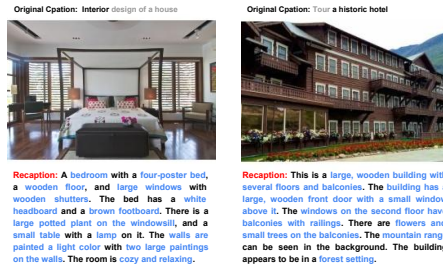 Original Cpation: Interior design of a house
Recaption: A bedroom with a four-poster bed,
a wooden floor, and large windows with
wooden shutters. The bed has a white
headboard and a brown footboard. There is a
large potted plant on the windowsill, and a
small table with a lamp on it. The walls are
painted a light color with two large paintings
on the walls. The room is cozy and relaxing.
Original Cpation: Tour a historic hotel
Recaption: This is a large, wooden building with
several floors and balconies. The building has a
large, wooden front door with a small window
above it. The windows on the second floor have
balconies with railings. There are flowers and
small trees on the balconies. The mountain range
can be seen in the background. The building
appears to be in a forest setting.